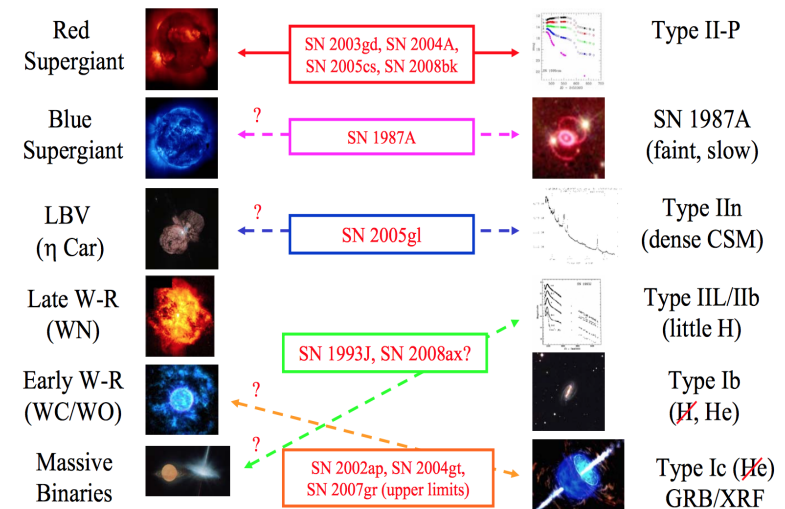 Red
Supergiant
SN 2003gd, SN 2004A,
SN 2005cs, SN 2008bk
Type II-P
Blue
Supergiant
?
SN 1987A
SN 1987A
(faint, slow)
LBV
(η Car)
?
SN 2005gl
Type IIn
(dense CSM)
Late W-R
(WN)
Type IIL/IIb
(little H)
SN 1993J, SN 2008ax?
Early W-R
(WC/WO)
?
Type Ib
(H, He)
Massive
Binaries
?
SN 2002ap, SN 2004gt,
SN 2007gr (upper limits)
Type Ic (He)
GRB/XRF